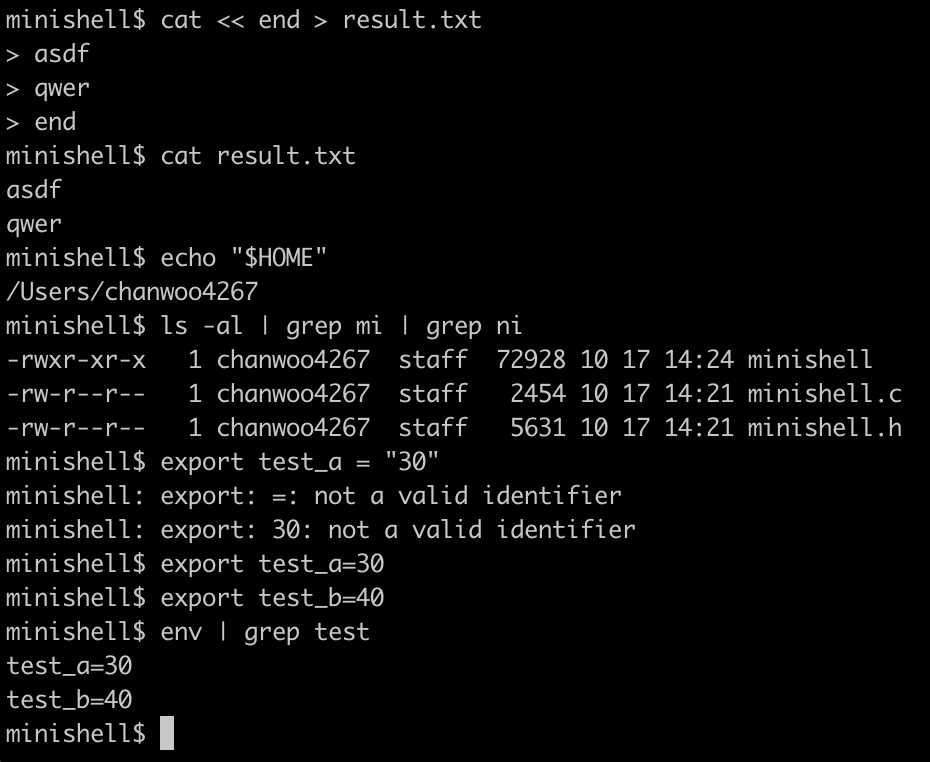 minishell$ cat << end > result.txt
> asdf
> qwer
> end
minishell$ cat result.txt
asdf
qwer
minishell$ echo "$HOME"
/Users/chanwoo4267
minishell$ ls -al | grep mi | grep ni
-rwxr-xr-x   1 chanwoo4267  staff  72928 10 17 14:24 minishell
-rw-r--r--   1 chanwoo4267  staff   2454 10 17 14:21 minishell.c
-rw-r--r--   1 chanwoo4267  staff   5631 10 17 14:21 minishell.h
minishell$ export test_a = "30"
minishell: export: =: not a valid identifier
minishell: export: 30: not a valid identifier
minishell$ export test_a=30
minishell$ export test_b=40
minishell$ env | grep test
test_a=30
test_b=40
minishell$